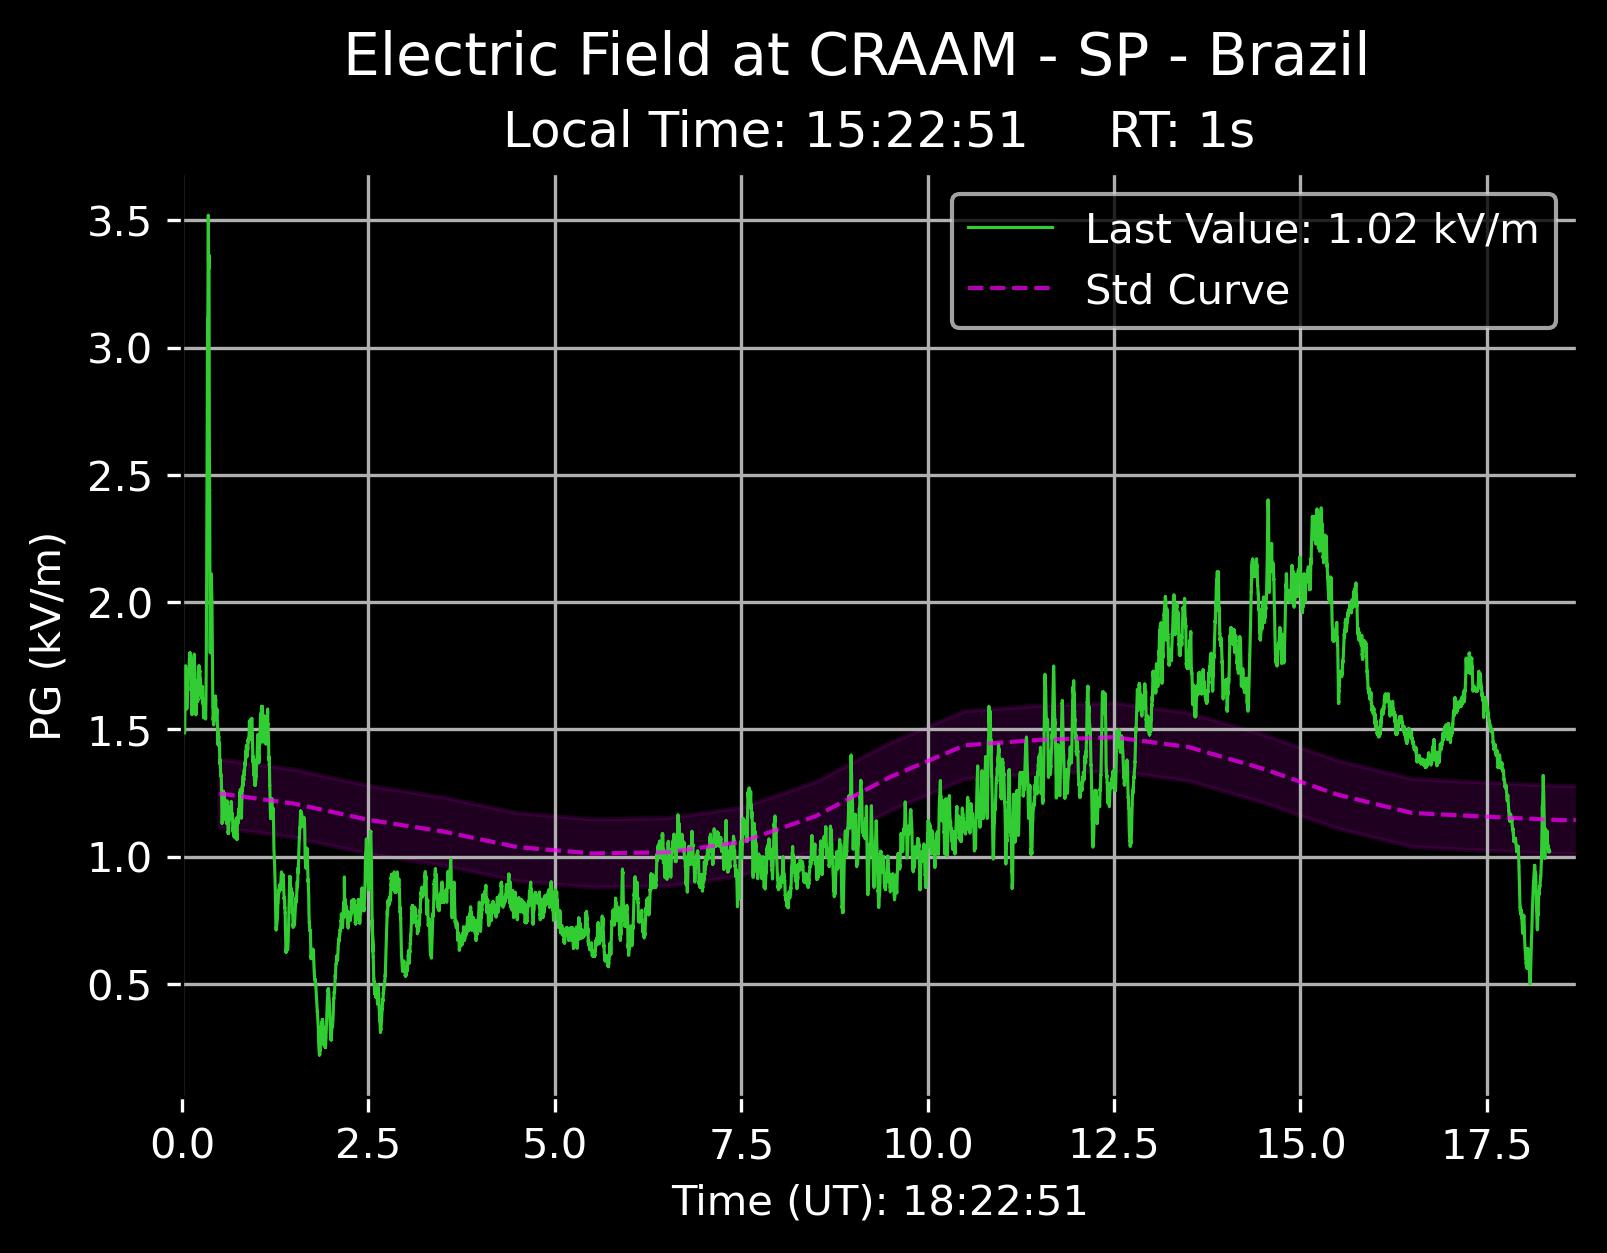 Electric Field at CRAAM - SP - Brazil
Local Time: 15:22:51 RT: 1s
Last Value: 1.02 kV/m
Std Curve
PG (kV/m)
3.5
3.0
2.5
2.0
1.5
1.0
0.5
0.0 2.5 5.0 7.5 10.0 12.5 15.0 17.5
Time (UT): 18:22:51